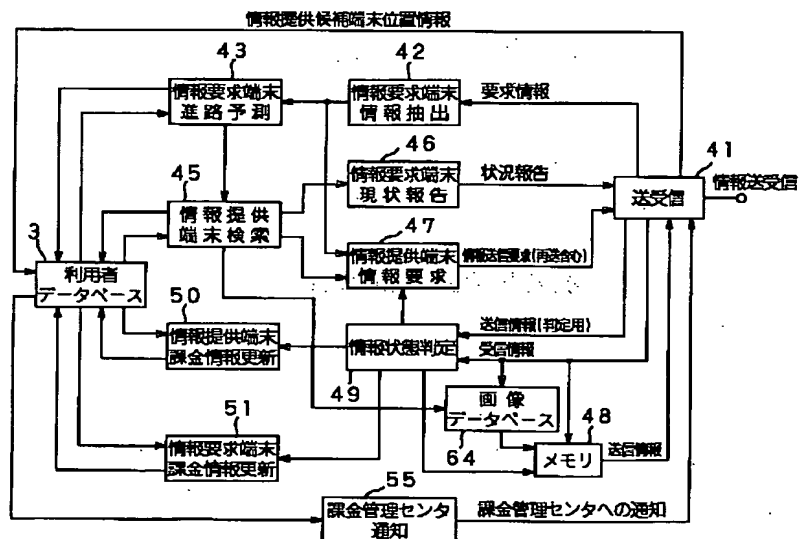 情報提供候補端末位置情報
43
情報要求端末
進路予測
42
情報要求端末
情報抽出
要求情報
46
情報要求端末
現状報告
状況報告
41
送受信
情報送受信
45
情報提供
端末検索
47
情報提供端末
情報要求
情報送信要求(再送含む)
3
利用者
データベース
50
情報提供端末
課金情報更新
情報状態判定
49
送信情報(判定用)
受信情報
画像
データベース
64
48
メモリ
送信情報
51
情報要求端末
課金情報更新
55
課金管理センタ
通知
課金管理センタへの通知